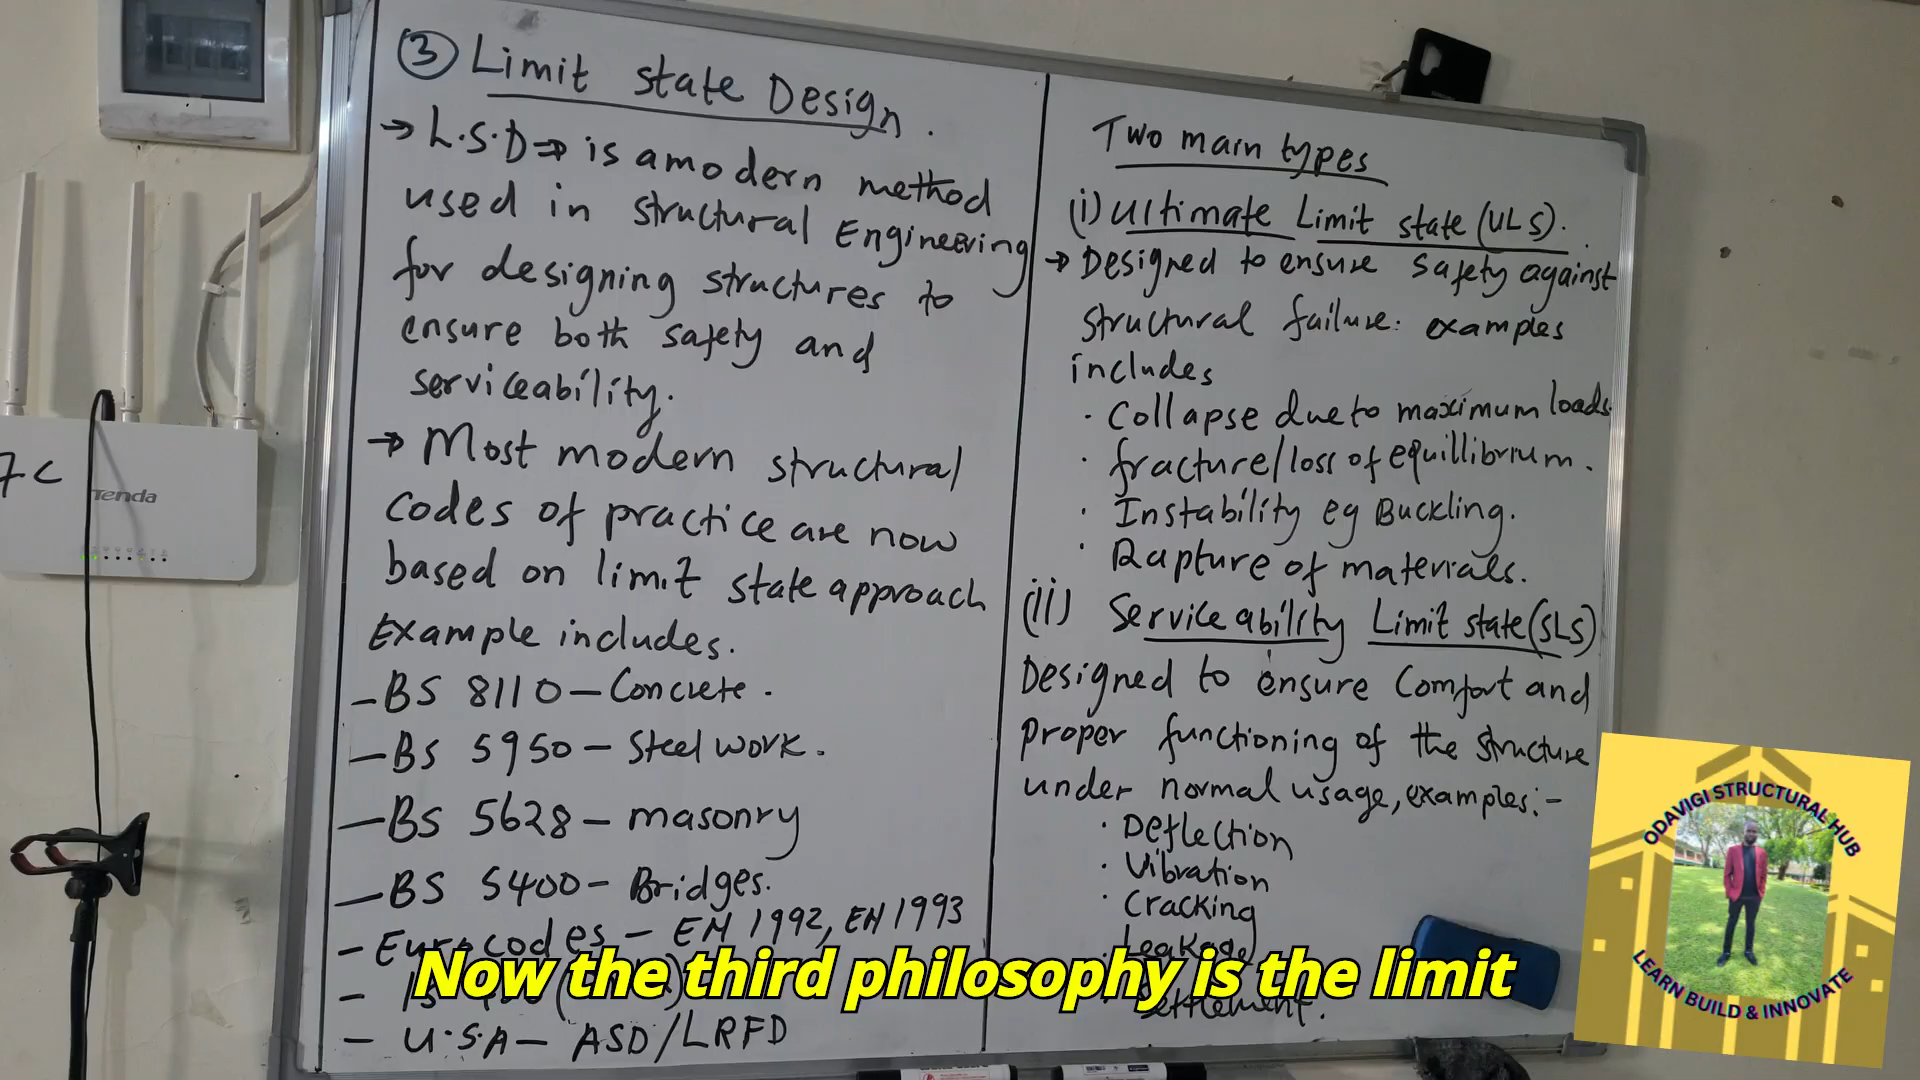 ③ Limit state Design.
→ L.S.D ⇒ is a modern method
used in structural Engineering
for designing structures to
ensure both safety and
serviceability.
→ Most modern structural
codes of practice are now
based on limit state approach
Example includes.
- BS 8110 - Concrete.
- BS 5950 - Steel work.
- BS 5628 - masonry
- BS 5400 - Bridges.
- Eurocodes - EN 1992, EN 1993
- U.S.A - ASD/LRFD
Two main types
(i) Ultimate Limit state (ULS).
→ Designed to ensure safety against
structural failure: examples
includes
· Collapse due to maximum loads.
· fracture/loss of equillibrium.
· Instability eg Buckling.
· Rapture of materials.
(ii) Serviceability Limit state (SLS)
Designed to ensure Comfort and
proper functioning of the structure
under normal usage, examples:-
· Deflection
· Vibration
· Cracking
· Leakage
· Settlement.
7C
Tenda
Now the third philosophy is the limit
ODAVIGI STRUCTURAL HUB
LEARN BUILD & INNOVATE